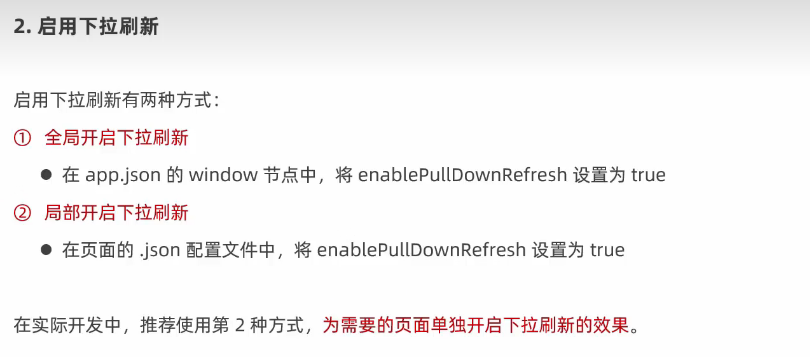 2. 启用下拉刷新
启用下拉刷新有两种方式：
① 全局开启下拉刷新
● 在 app.json 的 window 节点中，将 enablePullDownRefresh 设置为 true
② 局部开启下拉刷新
● 在页面的 .json 配置文件中，将 enablePullDownRefresh 设置为 true
在实际开发中，推荐使用第 2 种方式，为需要的页面单独开启下拉刷新的效果。